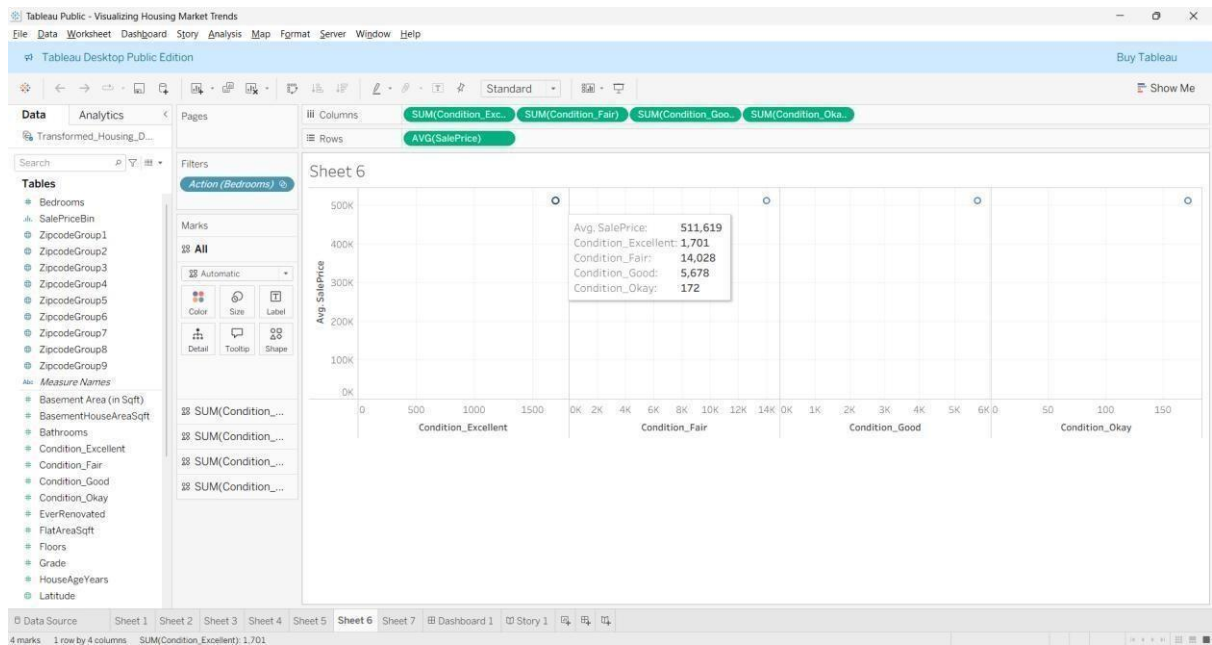 Tableau Public - Visualizing Housing Market Trends
File Data Worksheet Dashboard Story Analysis Map Format Server Window Help
Tableau Desktop Public Edition
Buy Tableau
Standard
Show Me
Data Analytics
Transformed_Housing_D...
Search
Tables
Bedrooms
SalePriceBin
ZipcodeGroup1
ZipcodeGroup2
ZipcodeGroup3
ZipcodeGroup4
ZipcodeGroup5
ZipcodeGroup6
ZipcodeGroup7
ZipcodeGroup8
ZipcodeGroup9
Abc Measure Names
Basement Area (in Sqft)
BasementHouseAreaSqft
Bathrooms
Condition_Excellent
Condition_Fair
Condition_Good
Condition_Okay
EverRenovated
FlatAreaSqft
Floors
Grade
HouseAgeYears
Latitude
Pages
Filters
Action (Bedrooms)
Marks
All
Automatic
Color Size Label
Detail Tooltip Shape
SUM(Condition_...
SUM(Condition_...
SUM(Condition_...
SUM(Condition_...
Columns SUM(Condition_Exc.. SUM(Condition_Fair) SUM(Condition_Goo.. SUM(Condition_Oka..
Rows AVG(SalePrice)
Sheet 6
Avg. SalePrice
500K
400K
300K
200K
100K
0K
Avg. SalePrice: 511,619
Condition_Excellent: 1,701
Condition_Fair: 14,028
Condition_Good: 5,678
Condition_Okay: 172
0 500 1000 1500 0K 2K 4K 6K 8K 10K 12K 14K 0K 1K 2K 3K 4K 5K 6K 0 50 100 150
Condition_Excellent Condition_Fair Condition_Good Condition_Okay
Data Source Sheet 1 Sheet 2 Sheet 3 Sheet 4 Sheet 5 Sheet 6 Sheet 7 Dashboard 1 Story 1
4 marks 1 row by 4 columns SUM(Condition_Excellent): 1,701